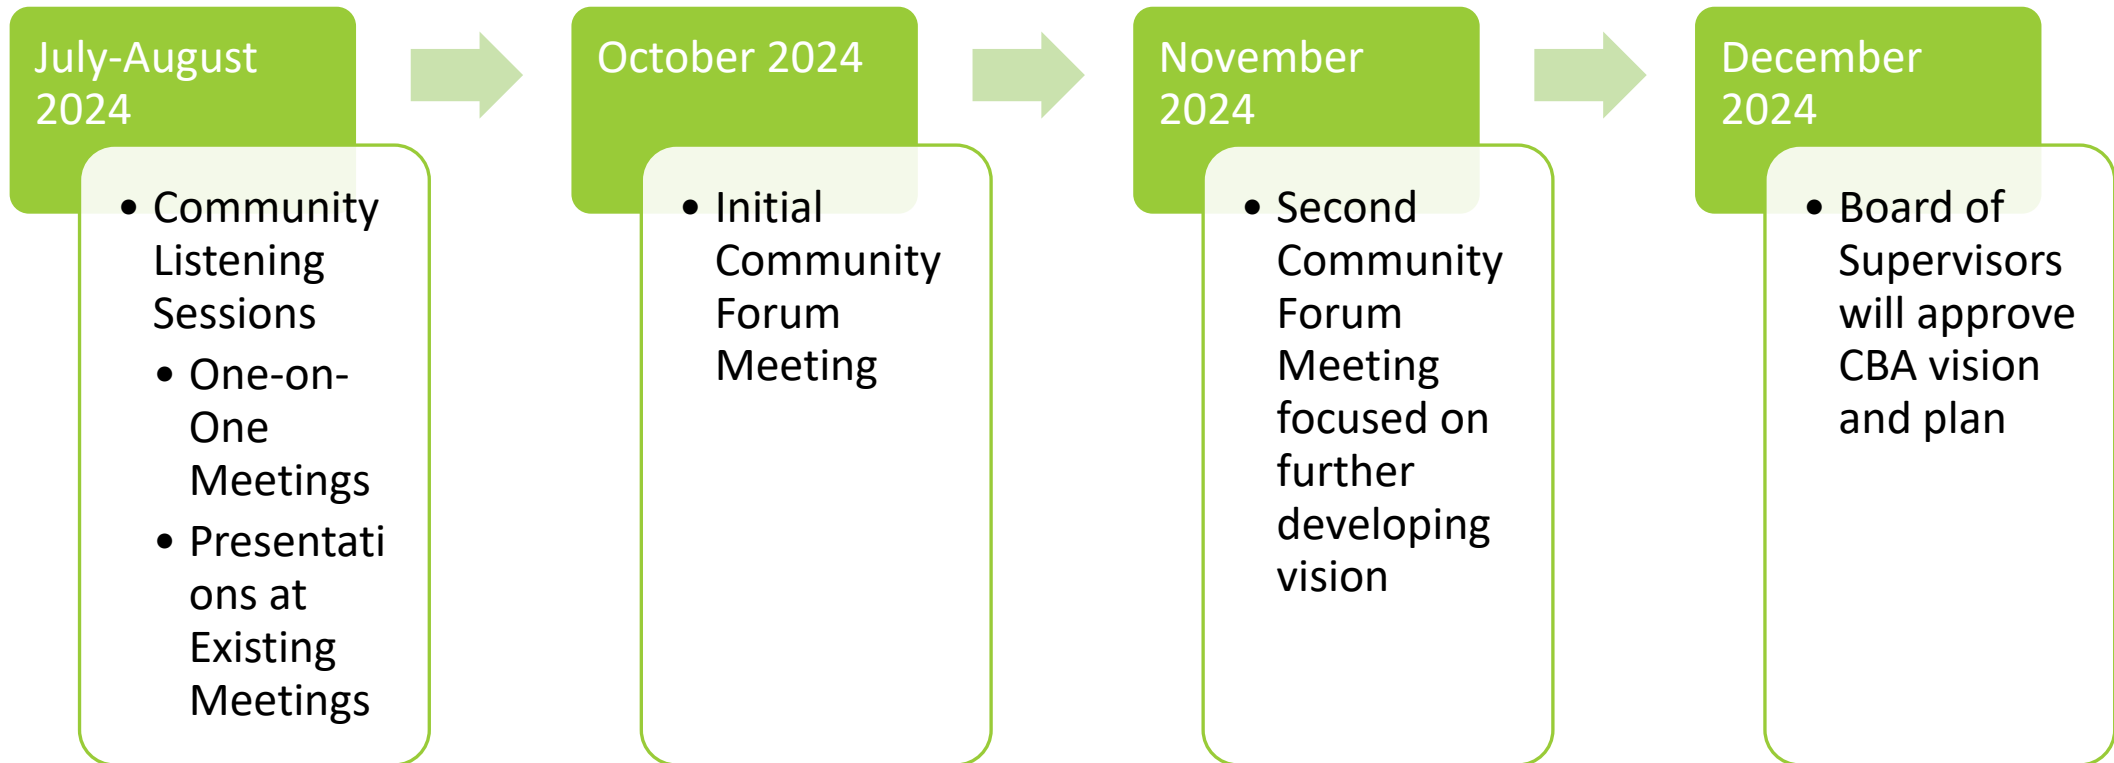 July-August
2024
• Community
Listening
Sessions
• One-on-
One
Meetings
• Presentati
ons at
Existing
Meetings
October 2024
• Initial
Community
Forum
Meeting
November
2024
• Second
Community
Forum
Meeting
focused on
further
developing
vision
December
2024
• Board of
Supervisors
will approve
CBA vision
and plan